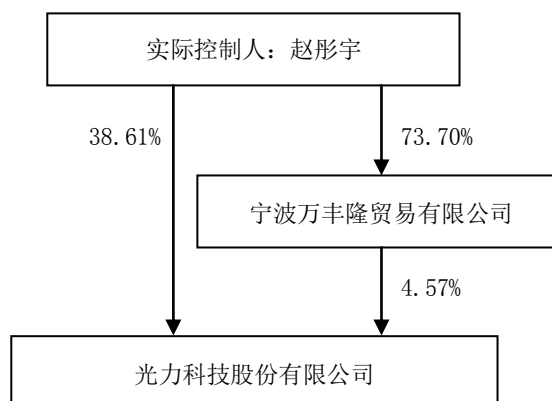 实际控制人：赵彤宇
38.61%
73.70%
宁波万丰隆贸易有限公司
4.57%
光力科技股份有限公司